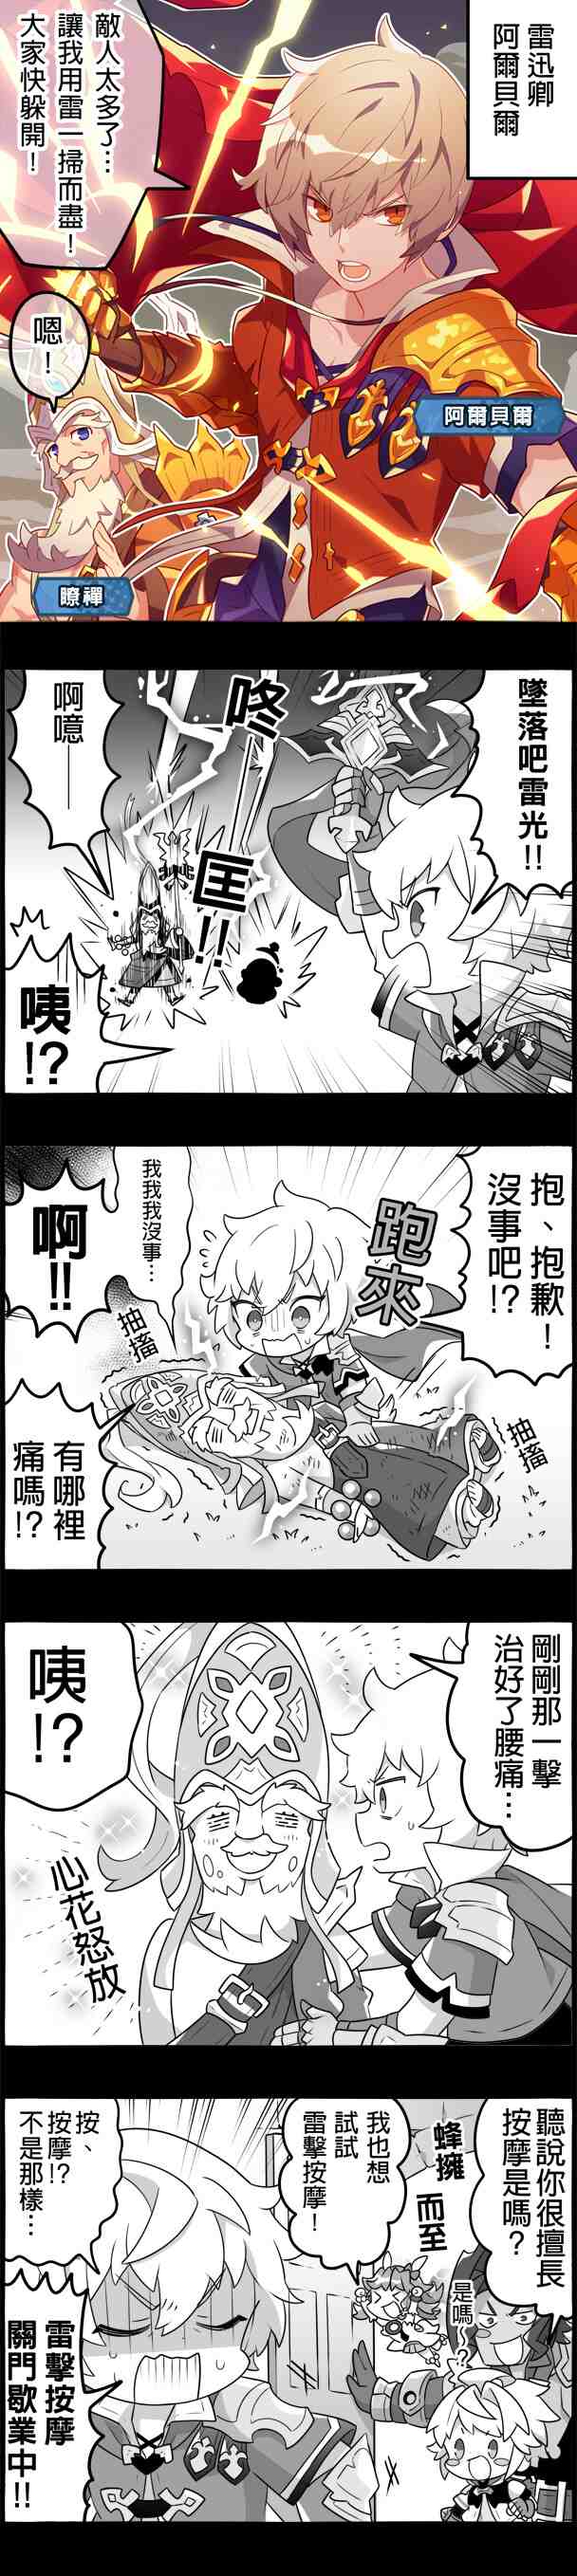 雷迅卿
阿爾貝爾
敵人太多了…
讓我用雷一掃而盡！
大家快躲開！
嗯！
阿爾貝爾
瞭禪
墜落吧雷光!!
咚
匡!!
啊噫——
咦!?
抱、抱歉！
沒事吧!?
跑來
我我我沒事…
啊!!
抽搐
抽搐
有哪裡
痛嗎!?
剛剛那一擊
治好了腰痛…
咦!?
心花怒放
聽說你很擅長
按摩是嗎？
蜂擁
而至
是嗎~？
我也想
試試
雷擊按摩！
按、
按摩!?
不是那樣…
雷擊按摩
關門歇業中!!